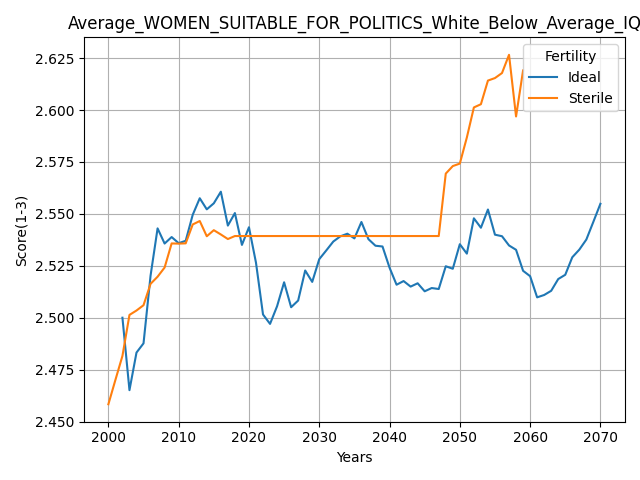 Average_WOMEN_SUITABLE_FOR_POLITICS_White_Below_Average_IQ
Fertility
Ideal
Sterile
Score(1-3)
2.625
2.600
2.575
2.550
2.525
2.500
2.475
2.450
2000 2010 2020 2030 2040 2050 2060 2070
Years